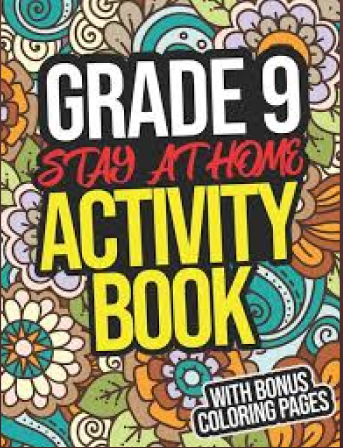 GRADE 9
STAY AT HOME
ACTIVITY
BOOK
WITH BONUS
COLORING PAGES